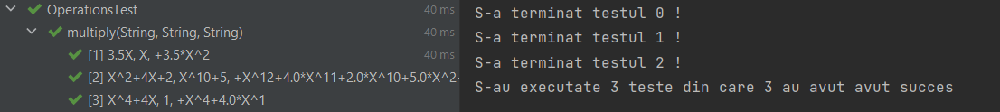 OperationsTest 40 ms
multiply(String, String, String) 40 ms
[1] 3.5X, X, +3.5*X^2 40 ms
[2] X^2+4X+2, X^10+5, +X^12+4.0*X^11+2.0*X^10+5.0*X^2+
[3] X^4+4X, 1, +X^4+4.0*X^1
S-a terminat testul 0 !
S-a terminat testul 1 !
S-a terminat testul 2 !
S-au executate 3 teste din care 3 au avut avut succes